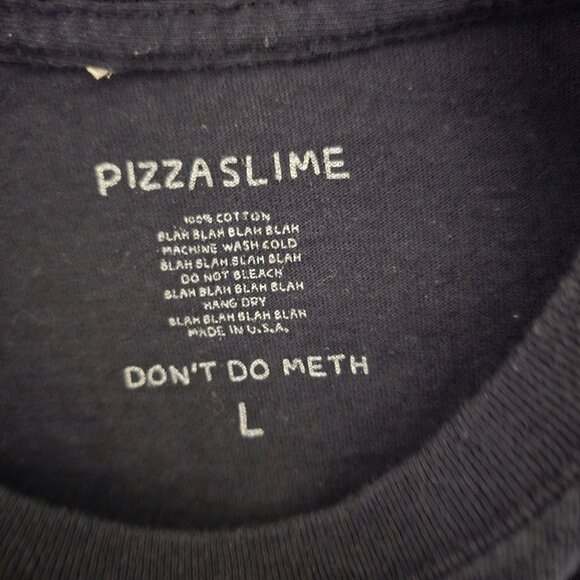 PIZZASLIME
100% COTTON
BLAH BLAH BLAH BLAH
MACHINE WASH COLD
BLAH BLAH BLAH BLAH
DO NOT BLEACH
BLAH BLAH BLAH BLAH
HANG DRY
BLAH BLAH BLAH BLAH
MADE IN U.S.A.
DON'T DO METH
L